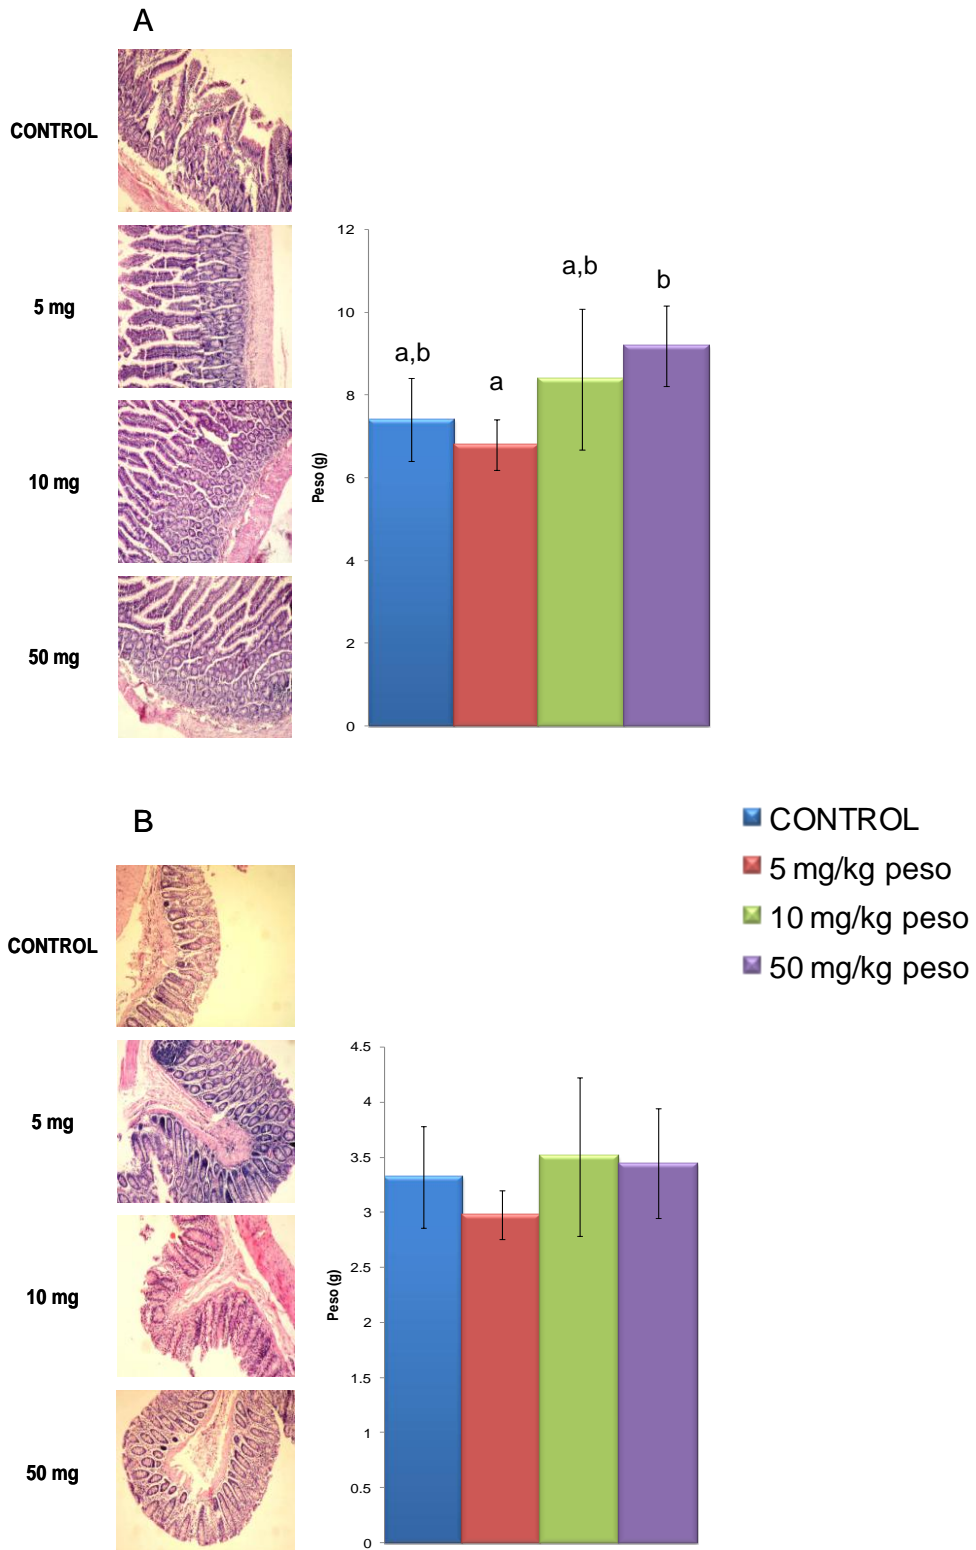 A
CONTROL
5 mg
10 mg
50 mg
12
10
8
6
4
2
0
Peso (g)
a,b
a
a,b
b
B
CONTROL
5 mg
10 mg
50 mg
CONTROL
5 mg/kg peso
10 mg/kg peso
50 mg/kg peso
4.5
4
3.5
3
2.5
2
1.5
1
0.5
0
Peso (g)